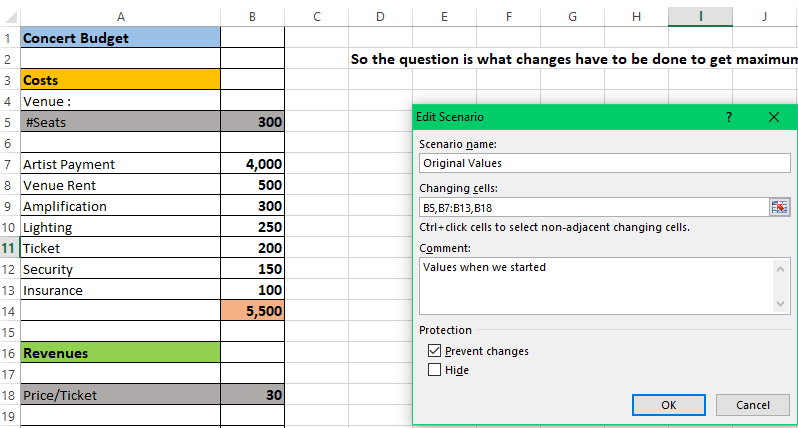 A B C D E F G H I J
1 Concert Budget
2 So the question is what changes have to be done to get maximum
3 Costs
4 Venue :
5 #Seats 300
6
7 Artist Payment 4,000
8 Venue Rent 500
9 Amplification 300
10 Lighting 250
11 Ticket 200
12 Security 150
13 Insurance 100
14 5,500
15
16 Revenues
17
18 Price/Ticket 30
19
Edit Scenario ? ×
Scenario name:
Original Values
Changing cells:
B5,B7:B13,B18
Ctrl+click cells to select non-adjacent changing cells.
Comment:
Values when we started
Protection
Prevent changes
Hide
OK Cancel